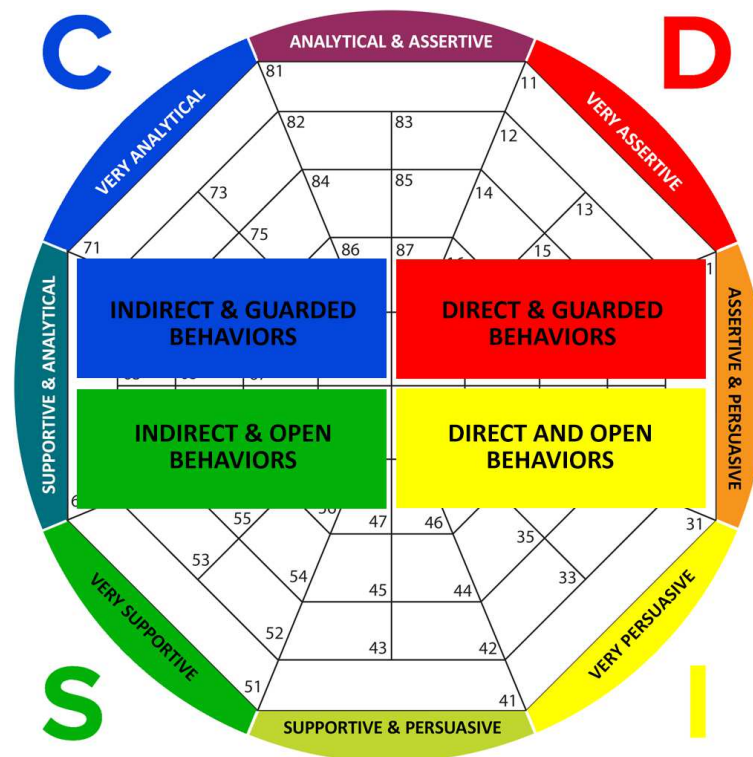 C
D
ANALYTICAL & ASSERTIVE
VERY ANALYTICAL
VERY ASSERTIVE
81
11
82
83
12
84
85
14
73
13
75
15
86
87
71
INDIRECT & GUARDED
BEHAVIORS
DIRECT & GUARDED
BEHAVIORS
SUPPORTIVE & ANALYTICAL
ASSERTIVE & PERSUASIVE
INDIRECT & OPEN
BEHAVIORS
DIRECT AND OPEN
BEHAVIORS
47
46
31
55
35
53
33
54
45
44
52
43
42
51
41
VERY SUPPORTIVE
VERY PERSUASIVE
SUPPORTIVE & PERSUASIVE
S
I